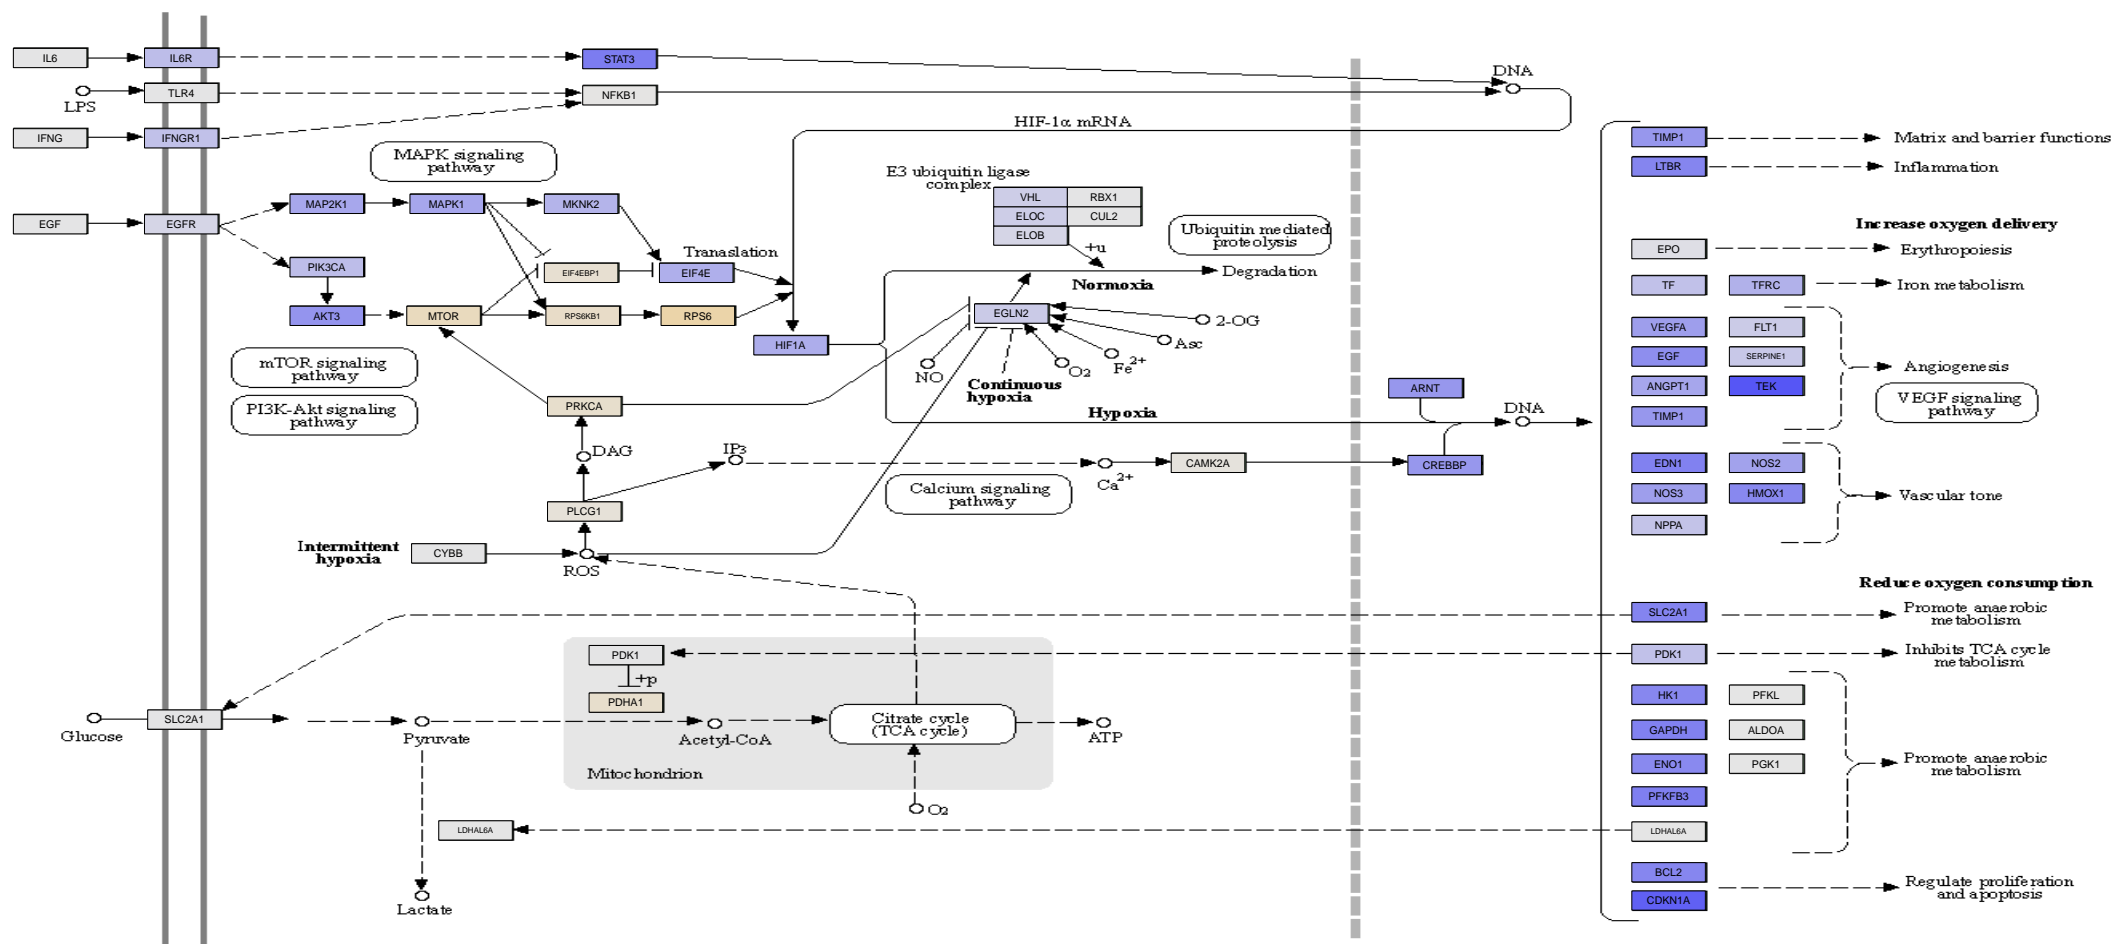 IL6
IL6R
STAT3
DNA
LPS
TLR4
NFKB1
IFNG
IFNGR1
HIF-1α mRNA
MAPK signaling
pathway
EGF
EGFR
MAP2K1
MAPK1
MKNK2
PIK3CA
EIF4EBP1
Tranaslation
EIF4E
AKT3
MTOR
RPS6KB1
RPS6
HIF1A
mTOR signaling
pathway
PI3K-Akt signaling
pathway
E3 ubiquitin ligase
complex
VHL
RBX1
ELOC
CUL2
ELOB
+u
Ubiquitin mediated
proteolysis
Degradation
Normoxia
EGLN2
2-OG
Asc
Fe2+
O2
NO
Continuous
hypoxia
Hypoxia
PRKCA
DAG
IP3
Ca2+
CAMK2A
Calcium signaling
pathway
PLCG1
Intermittent
hypoxia
CYBB
ROS
ARNT
CREBBP
DNA
PDK1
+p
PDHA1
Glucose
SLC2A1
Pyruvate
Acetyl-CoA
Citrate cycle
(TCA cycle)
ATP
Mitochondrion
O2
LDHAL6A
Lactate
TIMP1
Matrix and barrier functions
LTBR
Inflammation
Increase oxygen delivery
EPO
Erythropoiesis
TF
TFRC
Iron metabolism
VEGFA
FLT1
EGF
SERPINE1
Angiogenesis
ANGPT1
TEK
VEGF signaling
pathway
TIMP1
EDN1
NOS2
NOS3
HMOX1
Vascular tone
NPPA
Reduce oxygen consumption
SLC2A1
Promote anaerobic
metabolism
PDK1
Inhibits TCA cycle
metabolism
HK1
PFKL
GAPDH
ALDOA
ENO1
PGK1
Promote anaerobic
metabolism
PFKFB3
LDHAL6A
BCL2
CDKN1A
Regulate proliferation
and apoptosis